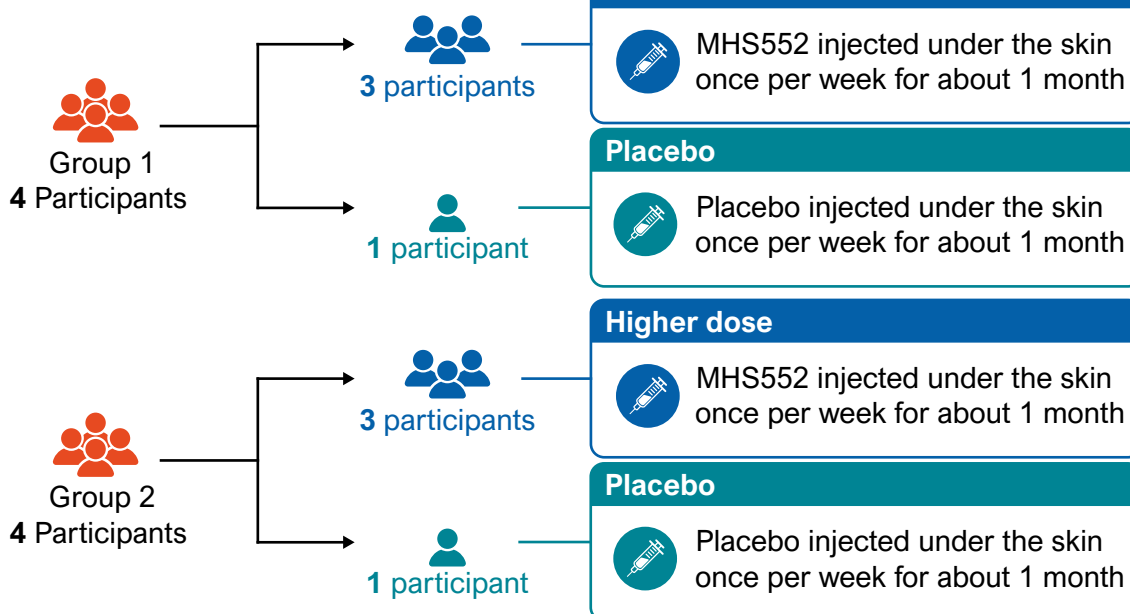 MHS552 injected under the skin
once per week for about 1 month
3 participants
Group 1
4 Participants
Placebo
Placebo injected under the skin
once per week for about 1 month
1 participant
Higher dose
MHS552 injected under the skin
once per week for about 1 month
3 participants
Group 2
4 Participants
Placebo
Placebo injected under the skin
once per week for about 1 month
1 participant